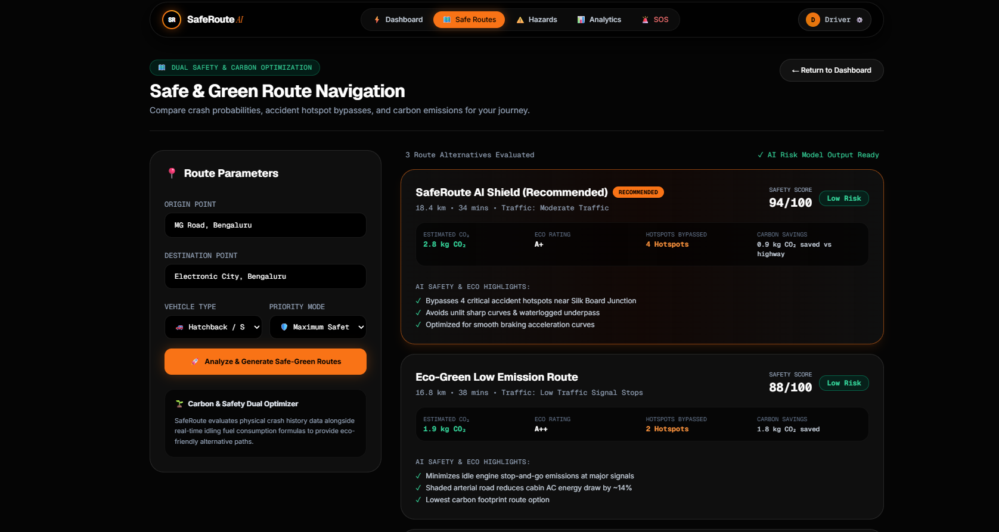 SR SafeRoute AI
Dashboard
Safe Routes
Hazards
Analytics
SOS
D Driver
DUAL SAFETY & CARBON OPTIMIZATION
← Return to Dashboard
Safe & Green Route Navigation
Compare crash probabilities, accident hotspot bypasses, and carbon emissions for your journey.
Route Parameters
ORIGIN POINT
MG Road, Bengaluru
DESTINATION POINT
Electronic City, Bengaluru
VEHICLE TYPE
PRIORITY MODE
Hatchback / S
Maximum Safet
Analyze & Generate Safe-Green Routes
Carbon & Safety Dual Optimizer
SafeRoute evaluates physical crash history data alongside
real-time idling fuel consumption formulas to provide eco-
friendly alternative paths.
3 Route Alternatives Evaluated
✓ AI Risk Model Output Ready
SafeRoute AI Shield (Recommended) RECOMMENDED
18.4 km • 34 mins • Traffic: Moderate Traffic
SAFETY SCORE
94/100
Low Risk
ESTIMATED CO₂
2.8 kg CO₂
ECO RATING
A+
HOTSPOTS BYPASSED
4 Hotspots
CARBON SAVINGS
0.9 kg CO₂ saved vs
highway
AI SAFETY & ECO HIGHLIGHTS:
✓ Bypasses 4 critical accident hotspots near Silk Board Junction
✓ Avoids unlit sharp curves & waterlogged underpass
✓ Optimized for smooth braking acceleration curves
Eco-Green Low Emission Route
16.8 km • 38 mins • Traffic: Low Traffic Signal Stops
SAFETY SCORE
88/100
Low Risk
ESTIMATED CO₂
1.9 kg CO₂
ECO RATING
A++
HOTSPOTS BYPASSED
2 Hotspots
CARBON SAVINGS
1.8 kg CO₂ saved
AI SAFETY & ECO HIGHLIGHTS:
✓ Minimizes idle engine stop-and-go emissions at major signals
✓ Shaded arterial road reduces cabin AC energy draw by ~14%
✓ Lowest carbon footprint route option